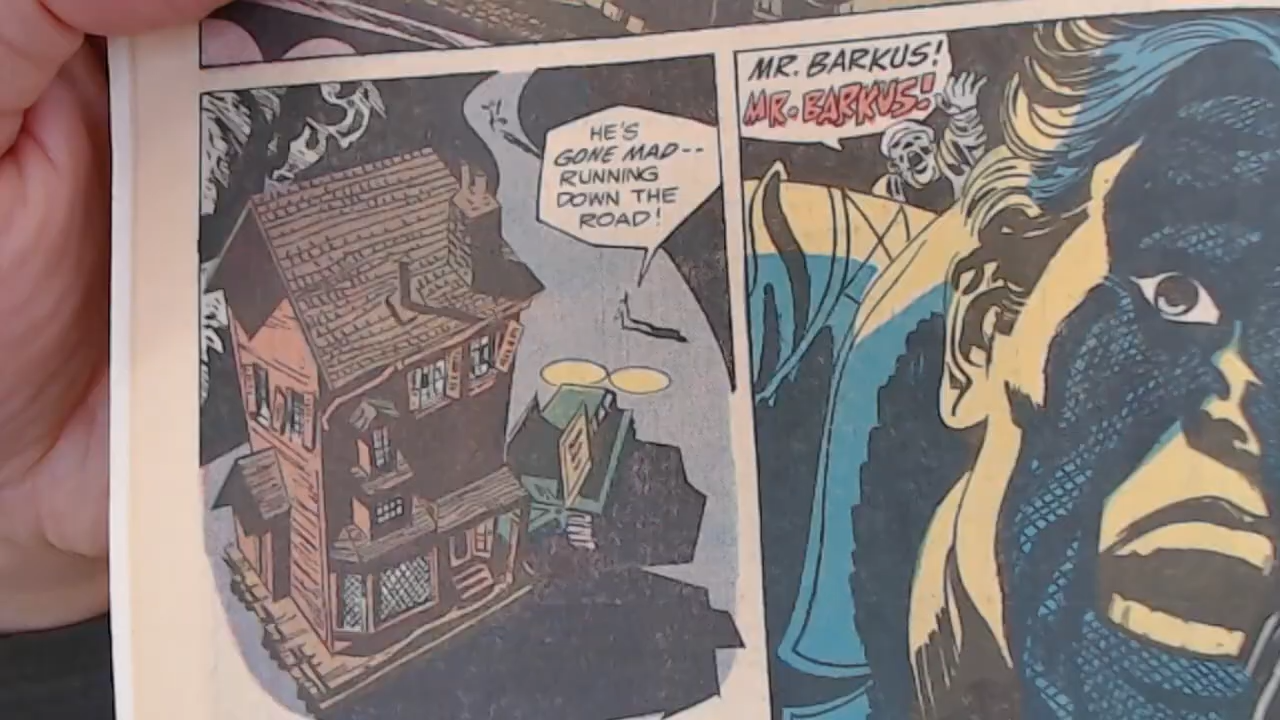 HE'S
GONE MAD--
RUNNING
DOWN THE
ROAD!
MR. BARKUS!
MR. BARKUS!